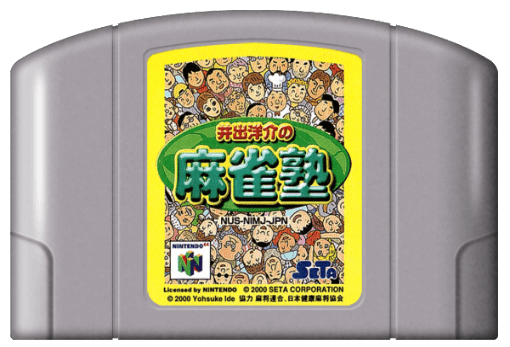 井出洋介の
麻雀塾
NUS-NIMJ-JPN
NINTENDO 64
N
SETA
Licensed by NINTENDO © 2000 SETA CORPORATION
© 2000 Yohsuke Ide 協力 麻将連合、日本健康麻将協会